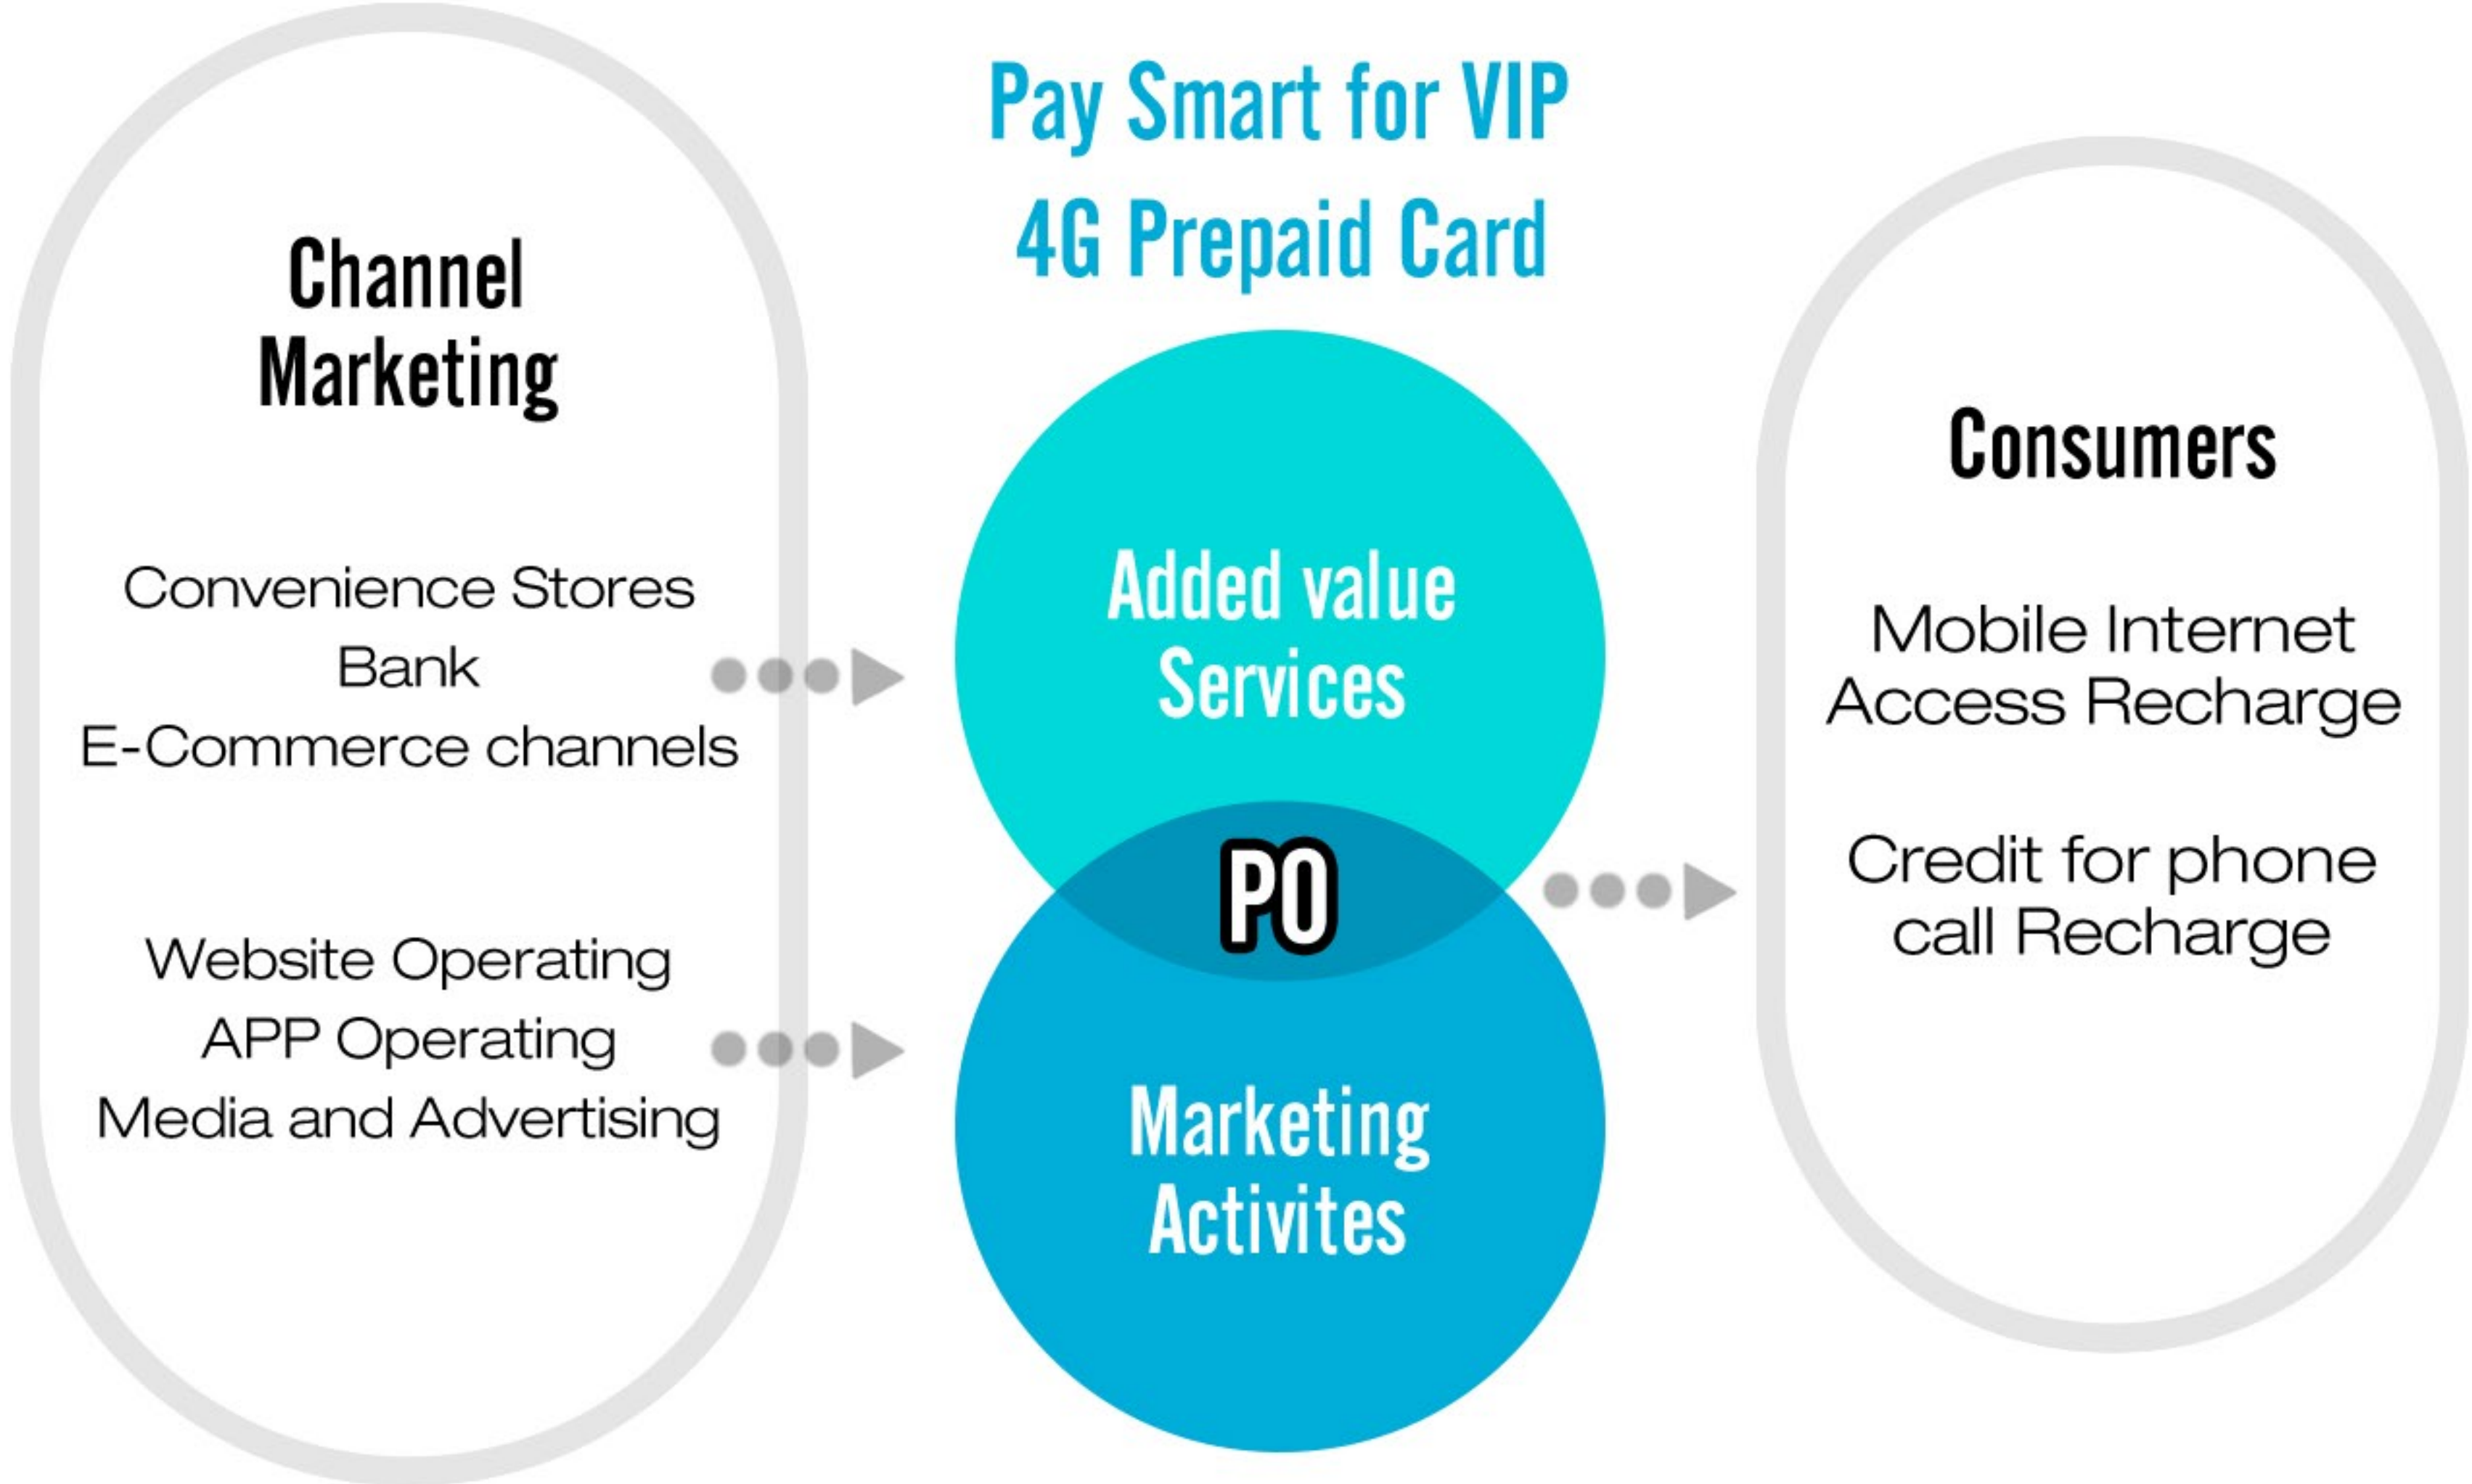 Channel
Marketing
Convenience Stores
Bank
E-Commerce channels
Website Operating
APP Operating
Media and Advertising
Pay Smart for VIP
4G Prepaid Card
Added value
Services
PO
Marketing
Activites
Consumers
Mobile Internet
Access Recharge
Credit for phone
call Recharge